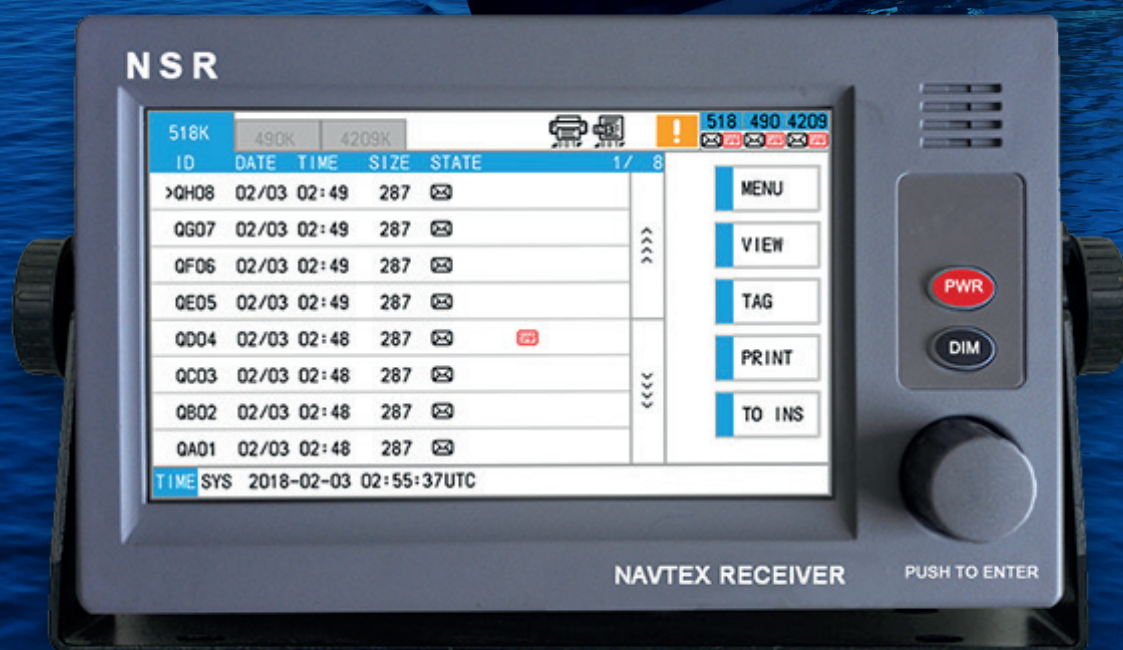 NSR
518K 490K 4209K ! 518 490 4209
ID DATE TIME SIZE STATE 1/ 8
>QH08 02/03 02:49 287
QG07 02/03 02:49 287
QF06 02/03 02:49 287
QE05 02/03 02:49 287
QD04 02/03 02:48 287
QC03 02/03 02:48 287
QB02 02/03 02:48 287
QA01 02/03 02:48 287
TIME SYS 2018-02-03 02:55:37UTC
MENU
VIEW
TAG
PRINT
TO INS
PWR
DIM
NAVTEX RECEIVER
PUSH TO ENTER